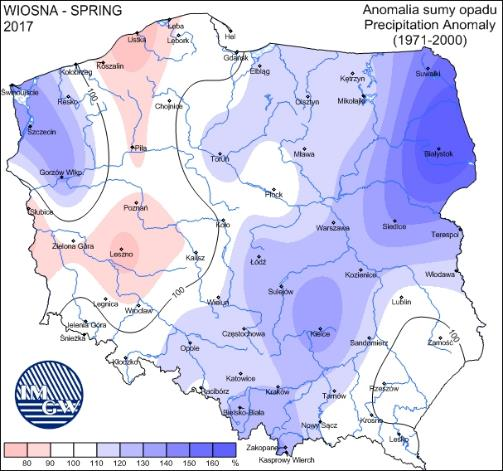 WIOSNA - SPRING
2017
Anomalia sumy opadu
Precipitation Anomaly
(1971-2000)
Łeba
Ustka
Lębork
Hel
Koszalin
Gdańsk
Elbląg
Kętrzyn
Suwałki
Kołobrzeg
Świnoujście
Resko
100
Chojnice
Olsztyn
Mikołajki
Szczecin
Piła
Toruń
Mława
Białystok
Gorzów Wlkp.
Płock
Słubice
Poznań
Koło
Warszawa
Siedlce
Terespol
Zielona Góra
Leszno
Kalisz
Łódź
Kozienice
Włodawa
Legnica
Wrocław
100
Wieluń
Sulejów
Lublin
Jelenia Góra
Śnieżka
Częstochowa
Kielce
Sandomierz
100
Zamość
Kłodzko
Opole
Racibórz
Katowice
Kraków
Tarnów
Rzeszów
Bielsko-Biała
Nowy Sącz
Krosno
Lesko
Zakopane
Kasprowy Wierch
IMGW
80 90 100 110 120 130 140 150 160 %